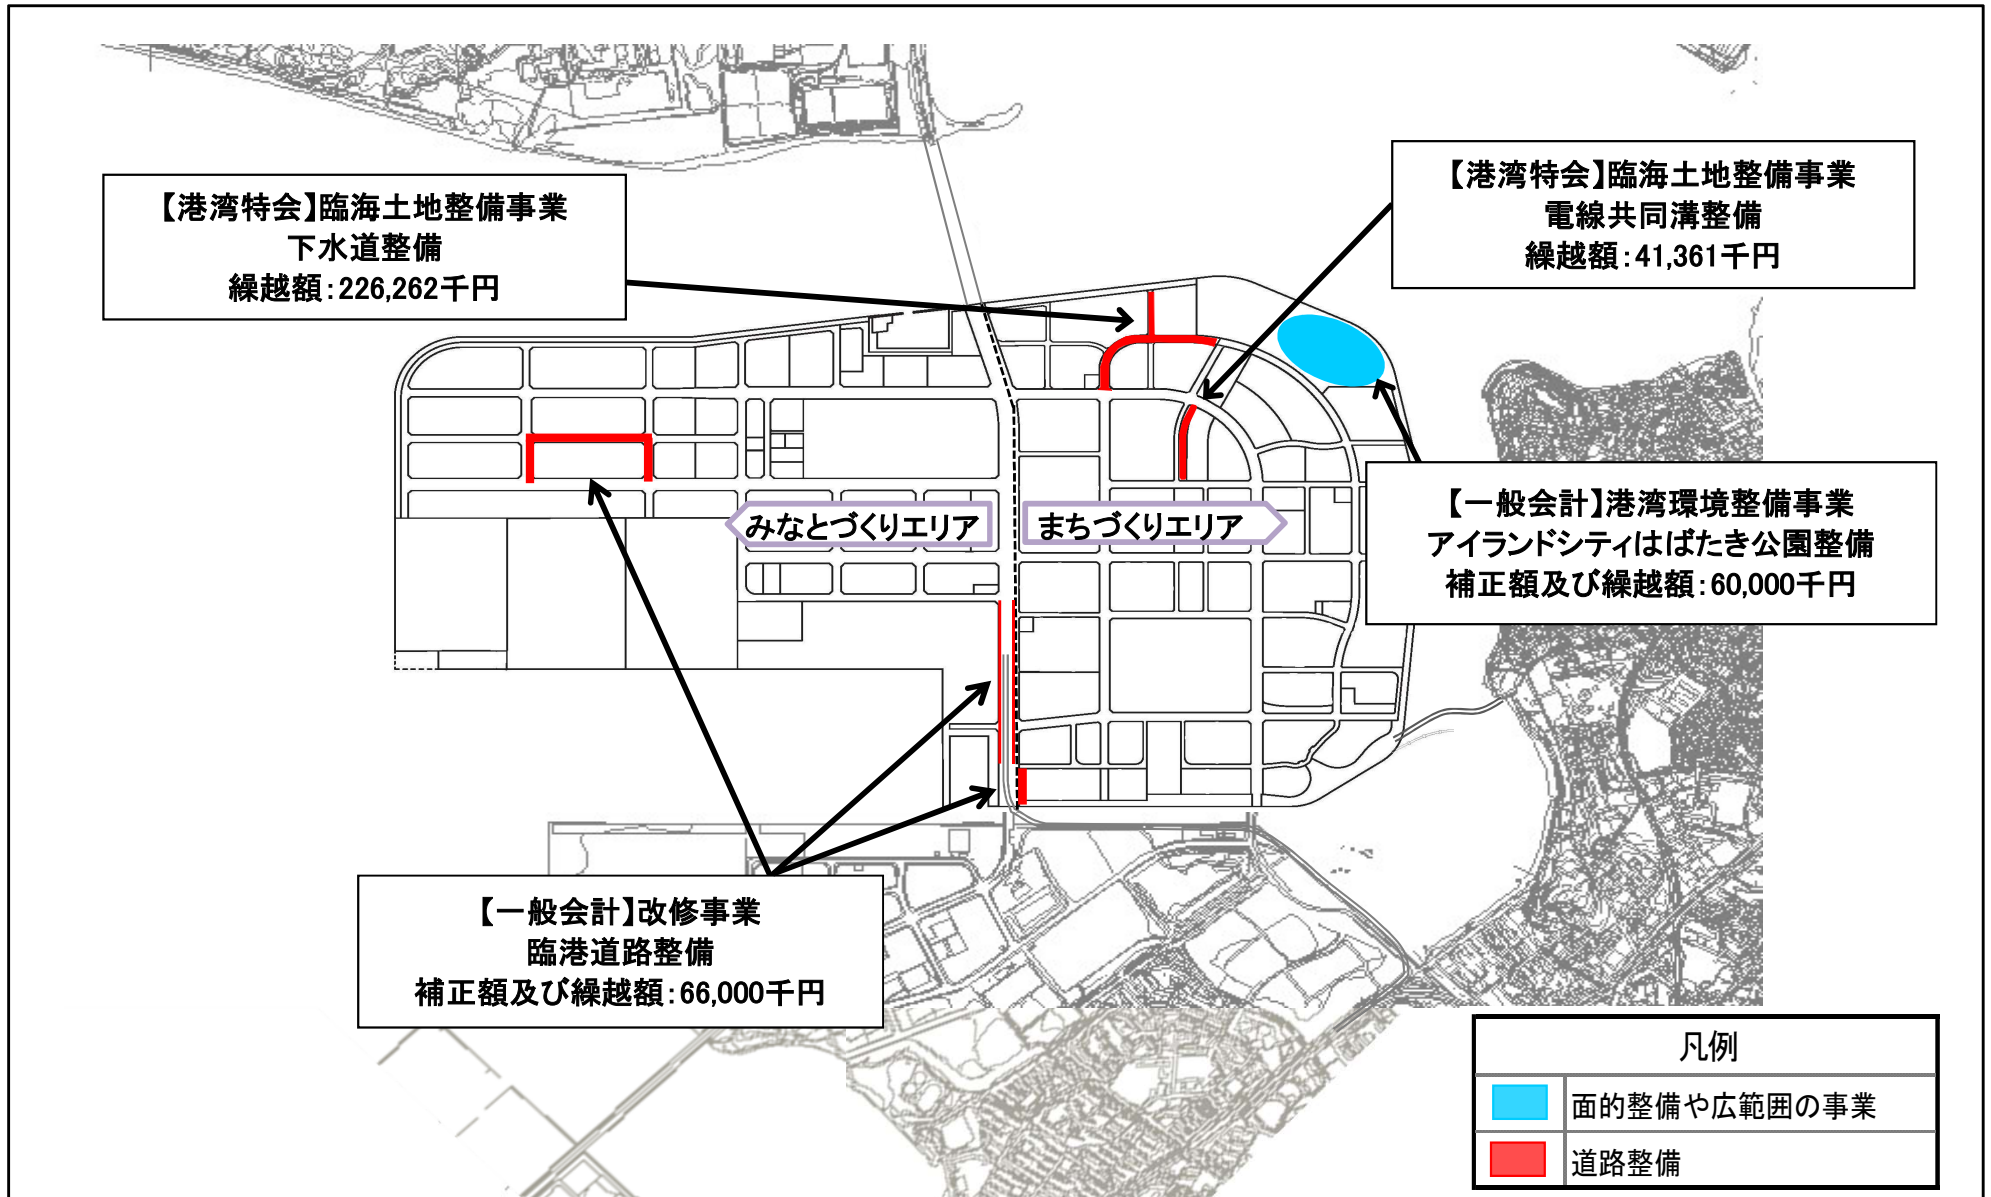 【港湾特会】臨海土地整備事業
下水道整備
繰越額：226,262千円
【港湾特会】臨海土地整備事業
電線共同溝整備
繰越額：41,361千円
みなとづくりエリア
まちづくりエリア
【一般会計】港湾環境整備事業
アイランドシティはばたき公園整備
補正額及び繰越額：60,000千円
【一般会計】改修事業
臨港道路整備
補正額及び繰越額：66,000千円
凡例
面的整備や広範囲の事業
道路整備